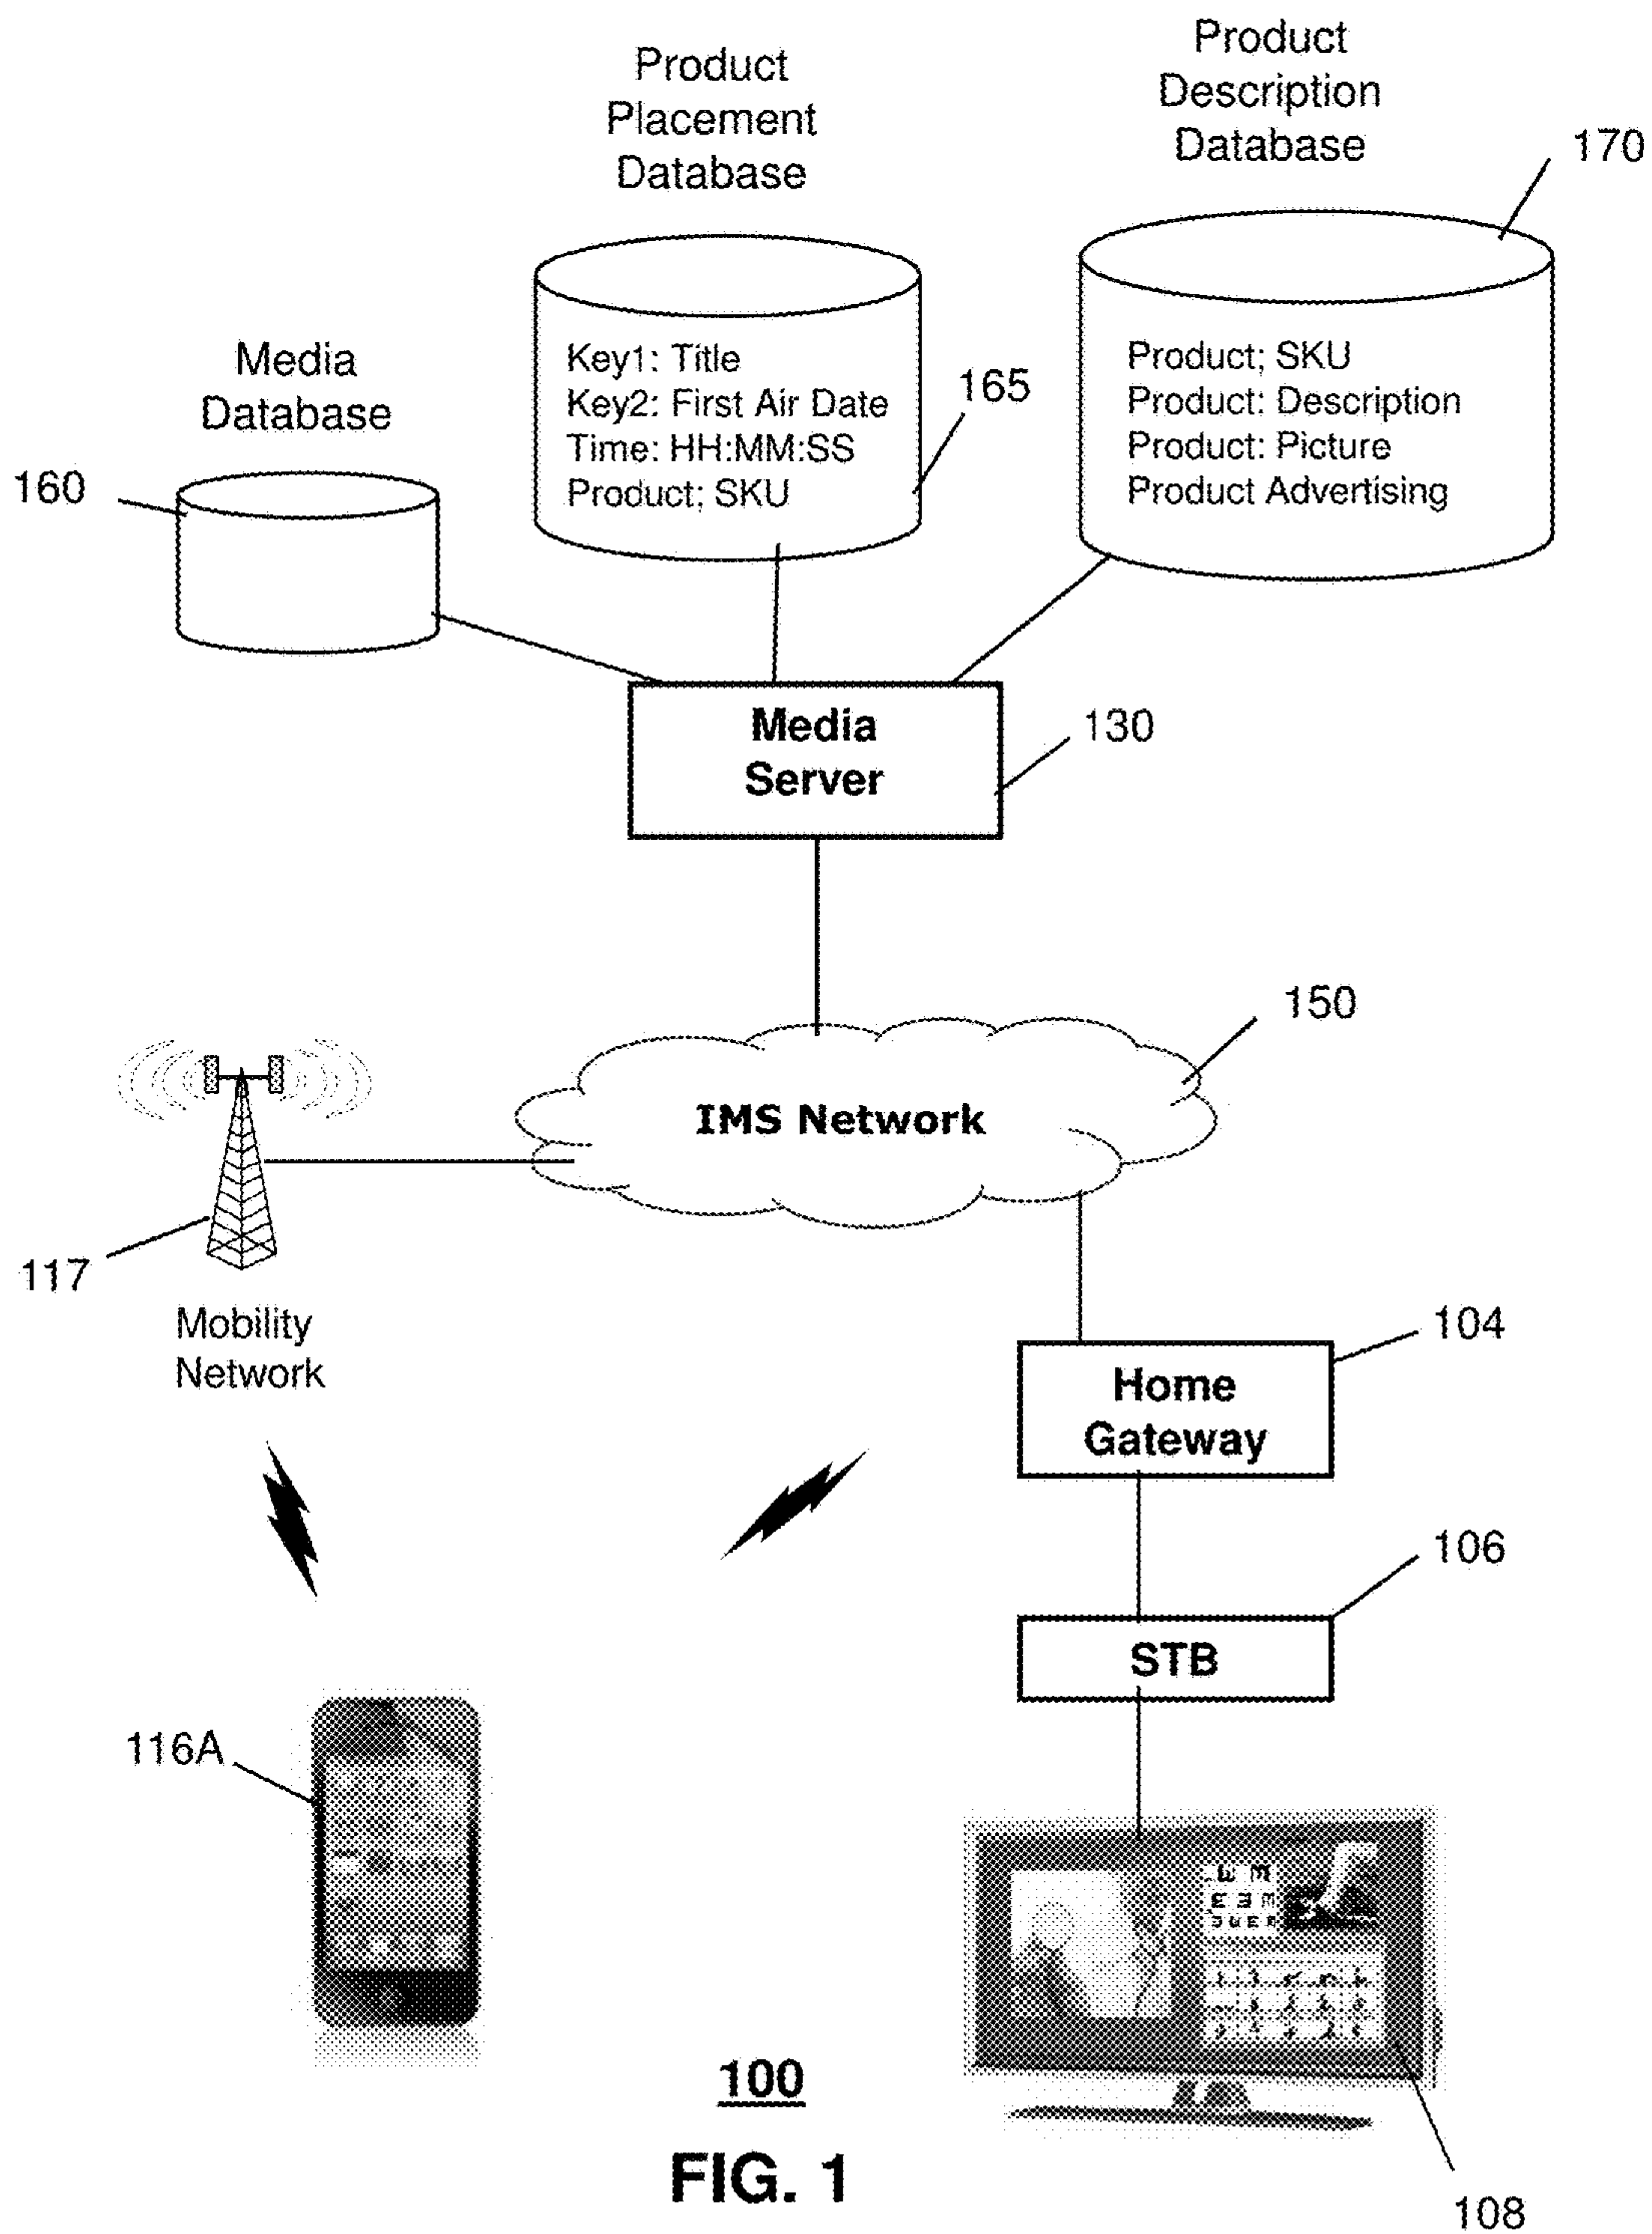 Product
Description
Database
170
Product
Placement
Database
Media
Database
160
Key1: Title
Key2: First Air Date
Time: HH:MM:SS
Product; SKU
165
Product; SKU
Product: Description
Product: Picture
Product Advertising
Media
Server
130
150
IMS Network
117
Mobility
Network
104
Home
Gateway
106
STB
116A
108
100
FIG. 1